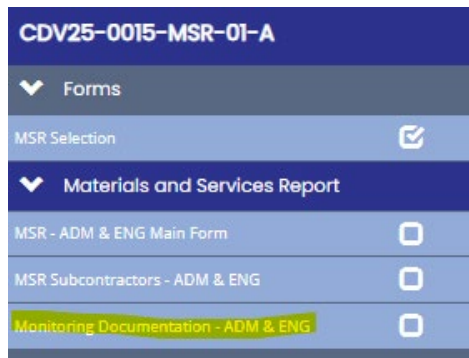 CDV25-0015-MSR-01-A
Forms
MSR Selection
Materials and Services Report
MSR - ADM & ENG Main Form
MSR Subcontractors - ADM & ENG
Monitoring Documentation - ADM & ENG